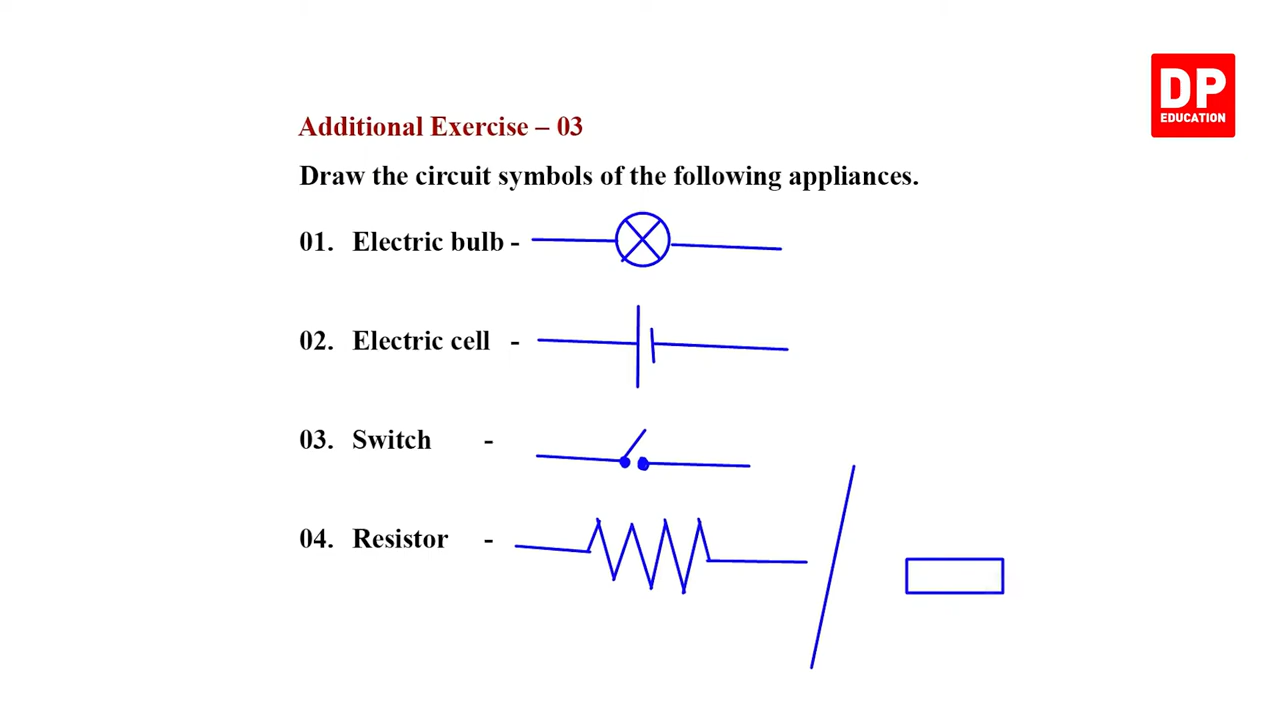 DP
EDUCATION
Additional Exercise – 03
Draw the circuit symbols of the following appliances.
01. Electric bulb -
02. Electric cell -
03. Switch -
04. Resistor -